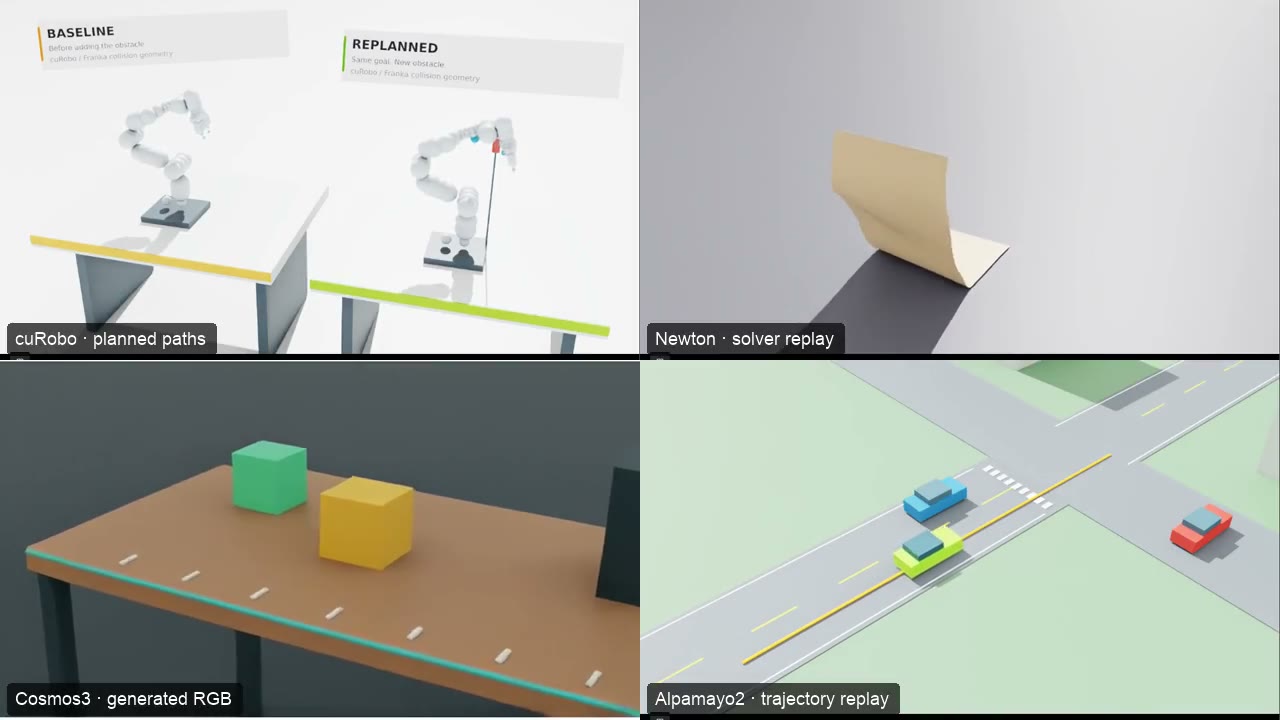 BASELINE
Before adding the obstacle
cuRobo / Franka collision geometry
REPLANNED
Same goal. New obstacle
cuRobo / Franka collision geometry
cuRobo · planned paths
Newton · solver replay
Cosmos3 · generated RGB
Alpamayo2 · trajectory replay